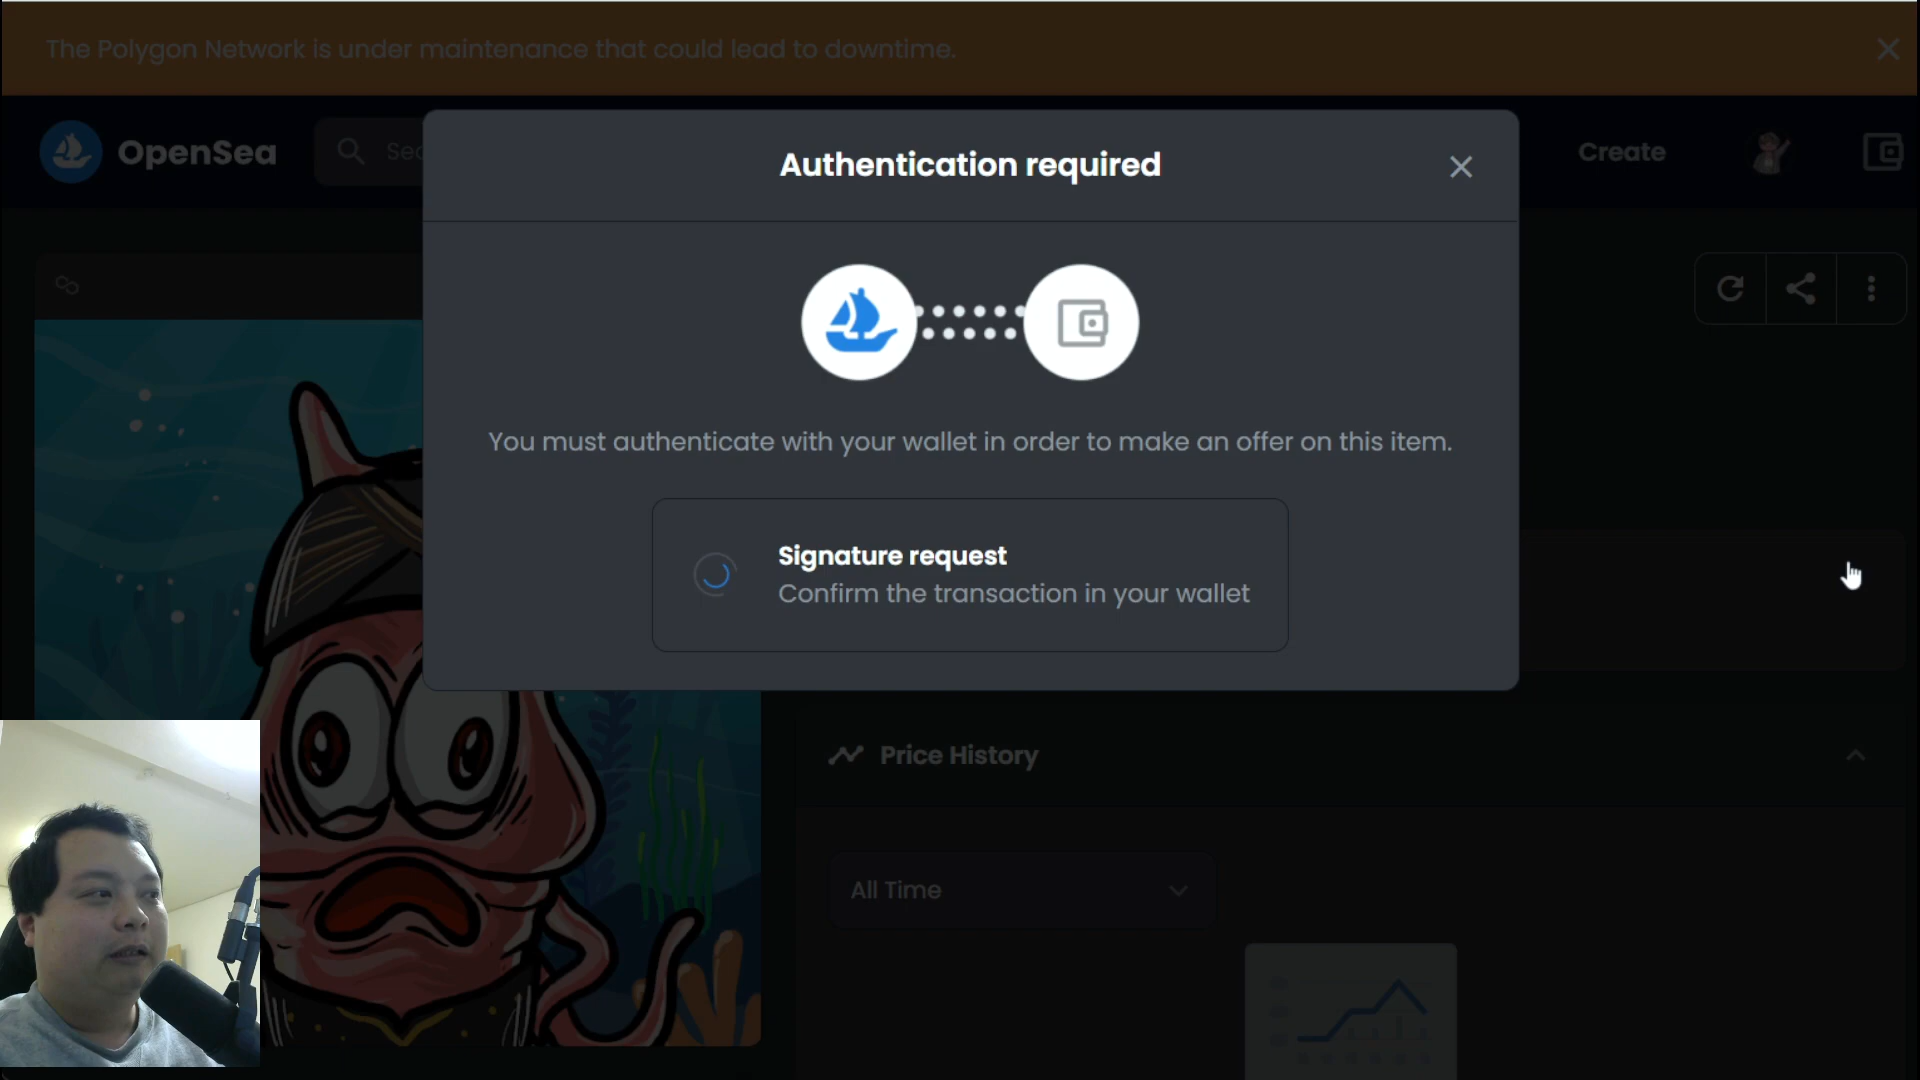 The Polygon Network is under maintenance that could lead to downtime.
OpenSea
Create
Authentication required
You must authenticate with your wallet in order to make an offer on this item.
Signature request
Confirm the transaction in your wallet
Price History
All Time